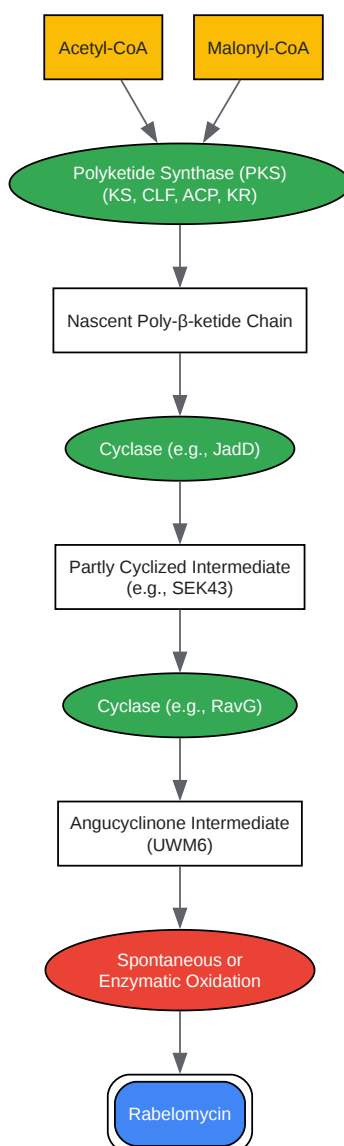 Acetyl-CoA
Malonyl-CoA
Polyketide Synthase (PKS)
(KS, CLF, ACP, KR)
Nascent Poly-β-ketide Chain
Cyclase (e.g., JadD)
Partly Cyclized Intermediate
(e.g., SEK43)
Cyclase (e.g., RavG)
Angucyclinone Intermediate
(UWM6)
Spontaneous or
Enzymatic Oxidation
Rabelomycin